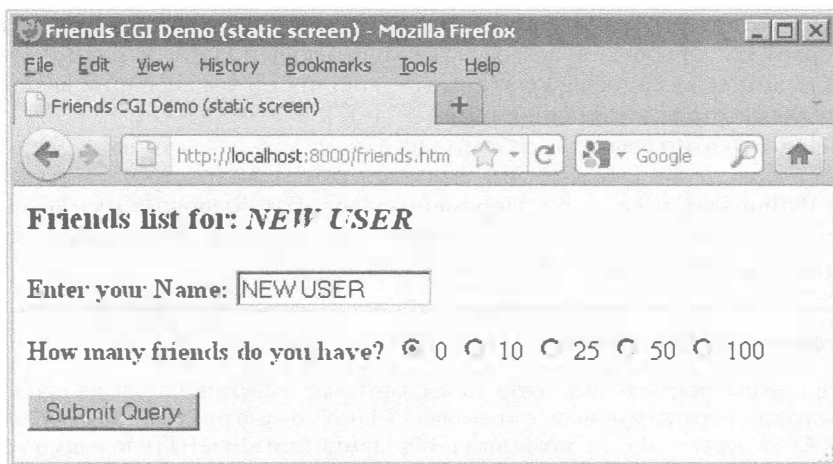 Friends CGI Demo (static screen) - Mozilla Firefox
File Edit View History Bookmarks Tools Help
Friends CGI Demo (static screen) +
http://localhost:8000/friends.htm Google
Friends list for: NEW USER
Enter your Name: NEW USER
How many friends do you have? 0 10 25 50 100
Submit Query